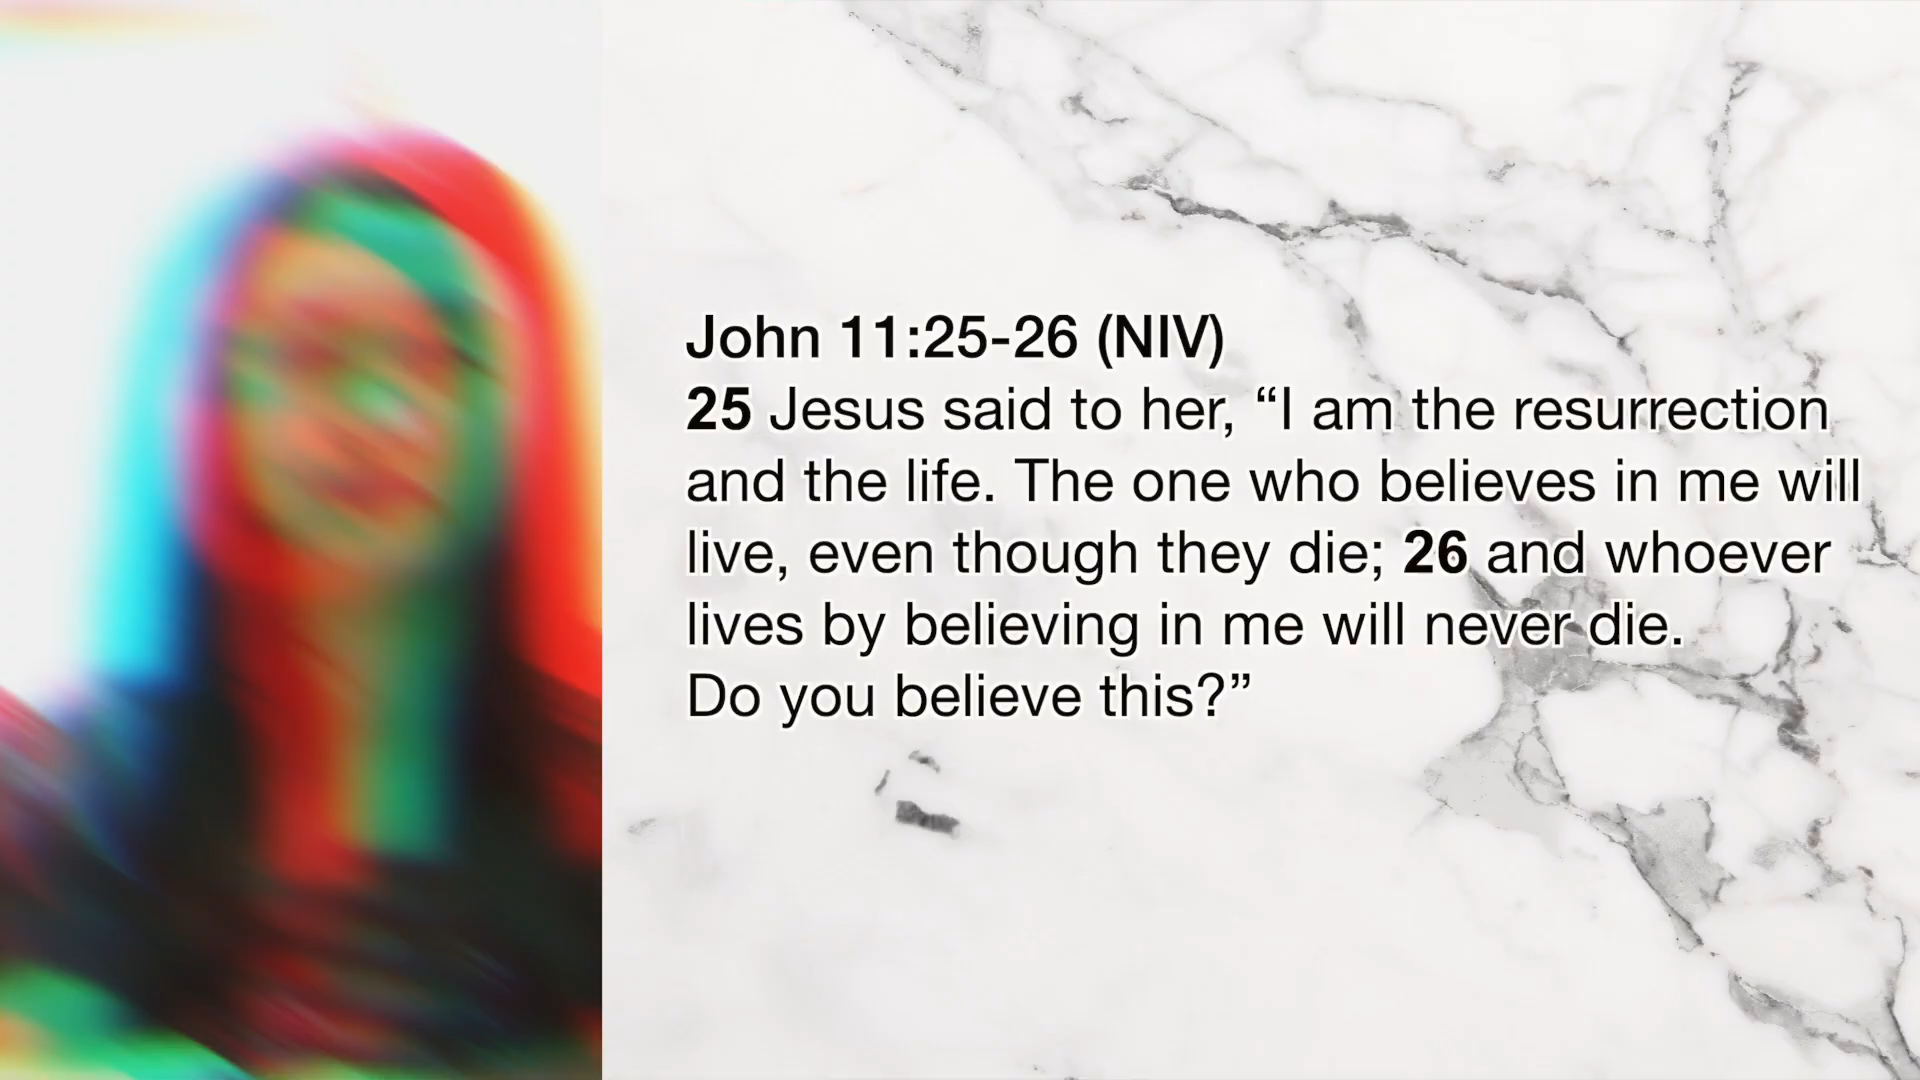 John 11:25-26 (NIV)
25 Jesus said to her, “I am the resurrection
and the life. The one who believes in me will
live, even though they die; 26 and whoever
lives by believing in me will never die.
Do you believe this?”